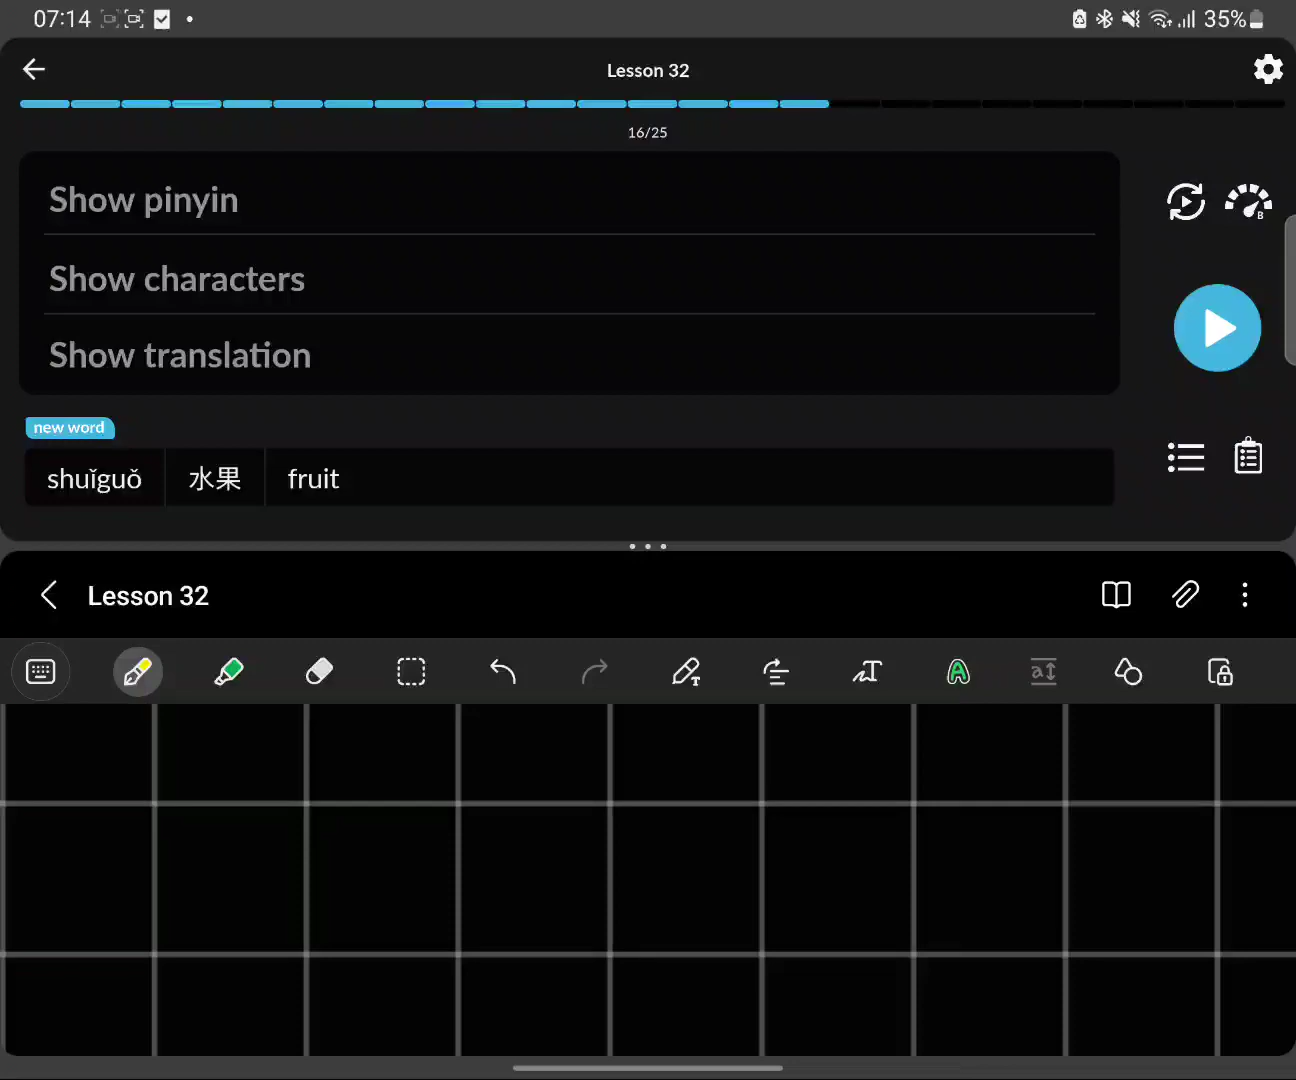 07:14
35%
Lesson 32
16/25
Show pinyin
Show characters
Show translation
new word
shuǐguǒ 水果 fruit
Lesson 32